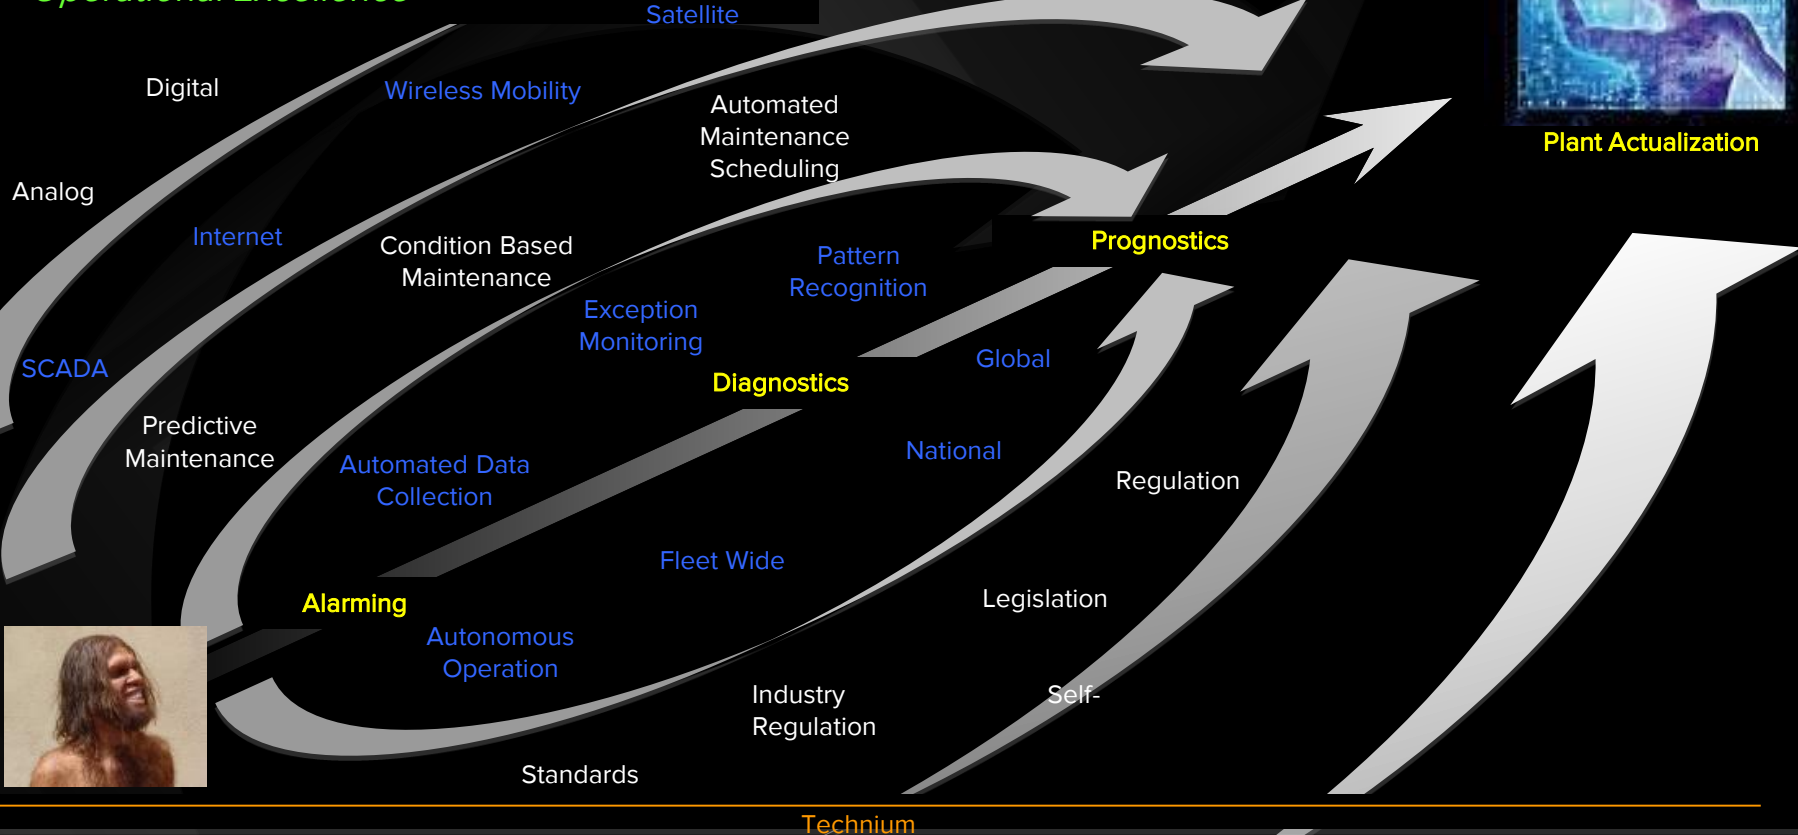 Operational Excellence
Satellite
Digital
Wireless Mobility
Automated
Maintenance
Scheduling
Plant Actualization
Analog
Internet
Condition Based
Maintenance
Pattern
Recognition
Prognostics
Exception
Monitoring
SCADA
Global
Diagnostics
Predictive
Maintenance
Automated Data
Collection
National
Regulation
Fleet Wide
Alarming
Legislation
Autonomous
Operation
Industry
Regulation
Self-
Standards
Technium